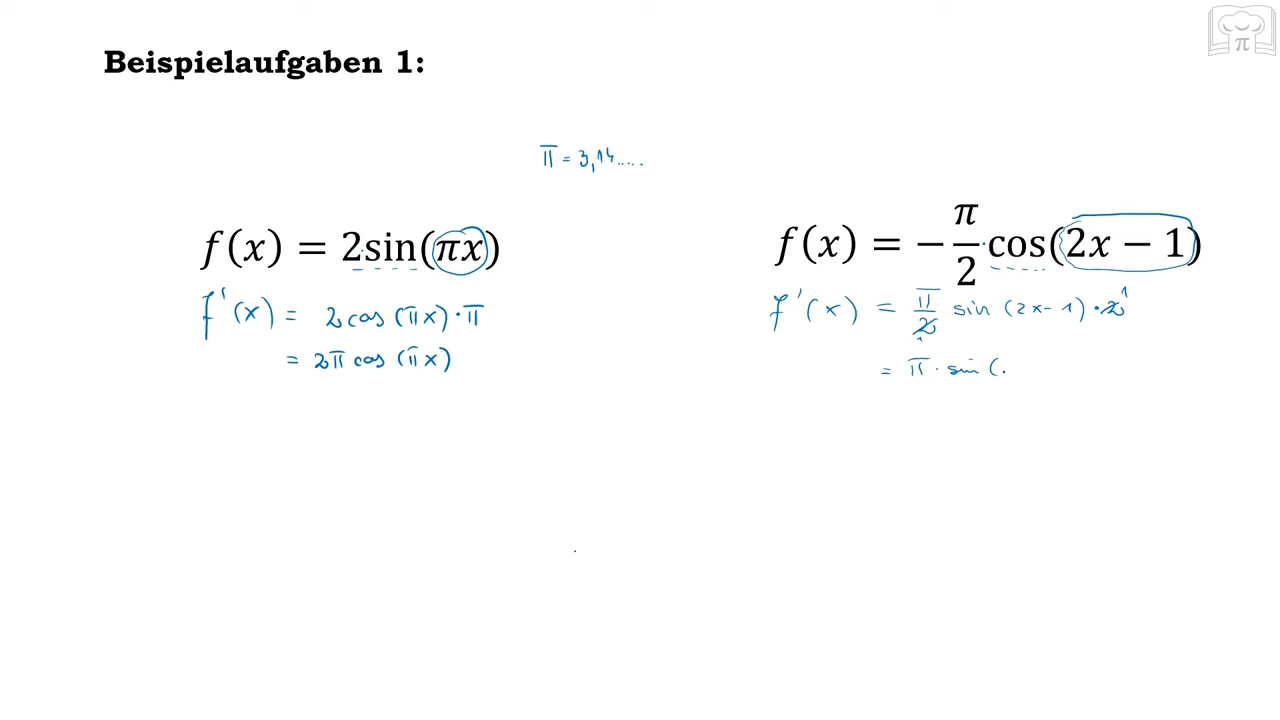 Beispielaufgaben 1:
π = 3,14.....
f(x) = 2sin(πx)
f'(x) = 2cos(πx)·π
= 2π cos(πx)
f(x) = −π/2 cos(2x − 1)
f'(x) = π/2 sin(2x−1)·2
= π · sin(.